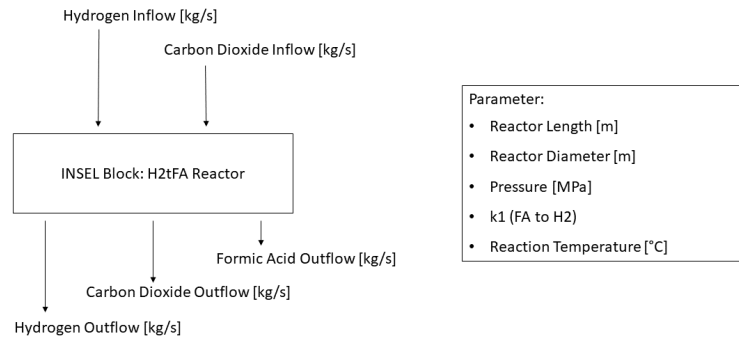 Hydrogen Inflow [kg/s]
Carbon Dioxide Inflow [kg/s]
INSEL Block: H2tFA Reactor
Formic Acid Outflow [kg/s]
Carbon Dioxide Outflow [kg/s]
Hydrogen Outflow [kg/s]
Parameter:
• Reactor Length [m]
• Reactor Diameter [m]
• Pressure [MPa]
• k1 (FA to H2)
• Reaction Temperature [°C]